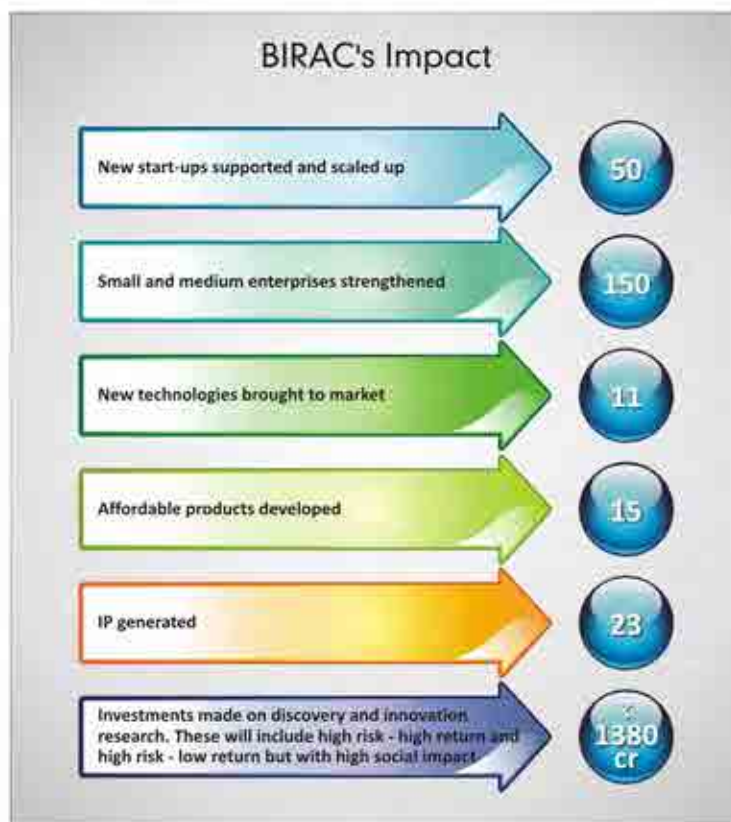 BIRAC's Impact
New start-ups supported and scaled up
50
Small and medium enterprises strengthened
150
New technologies brought to market
11
Affordable products developed
15
IP generated
23
Investments made on discovery and innovation
research. These will include high risk - high return and
high risk - low return but with high social impact
1380
cr